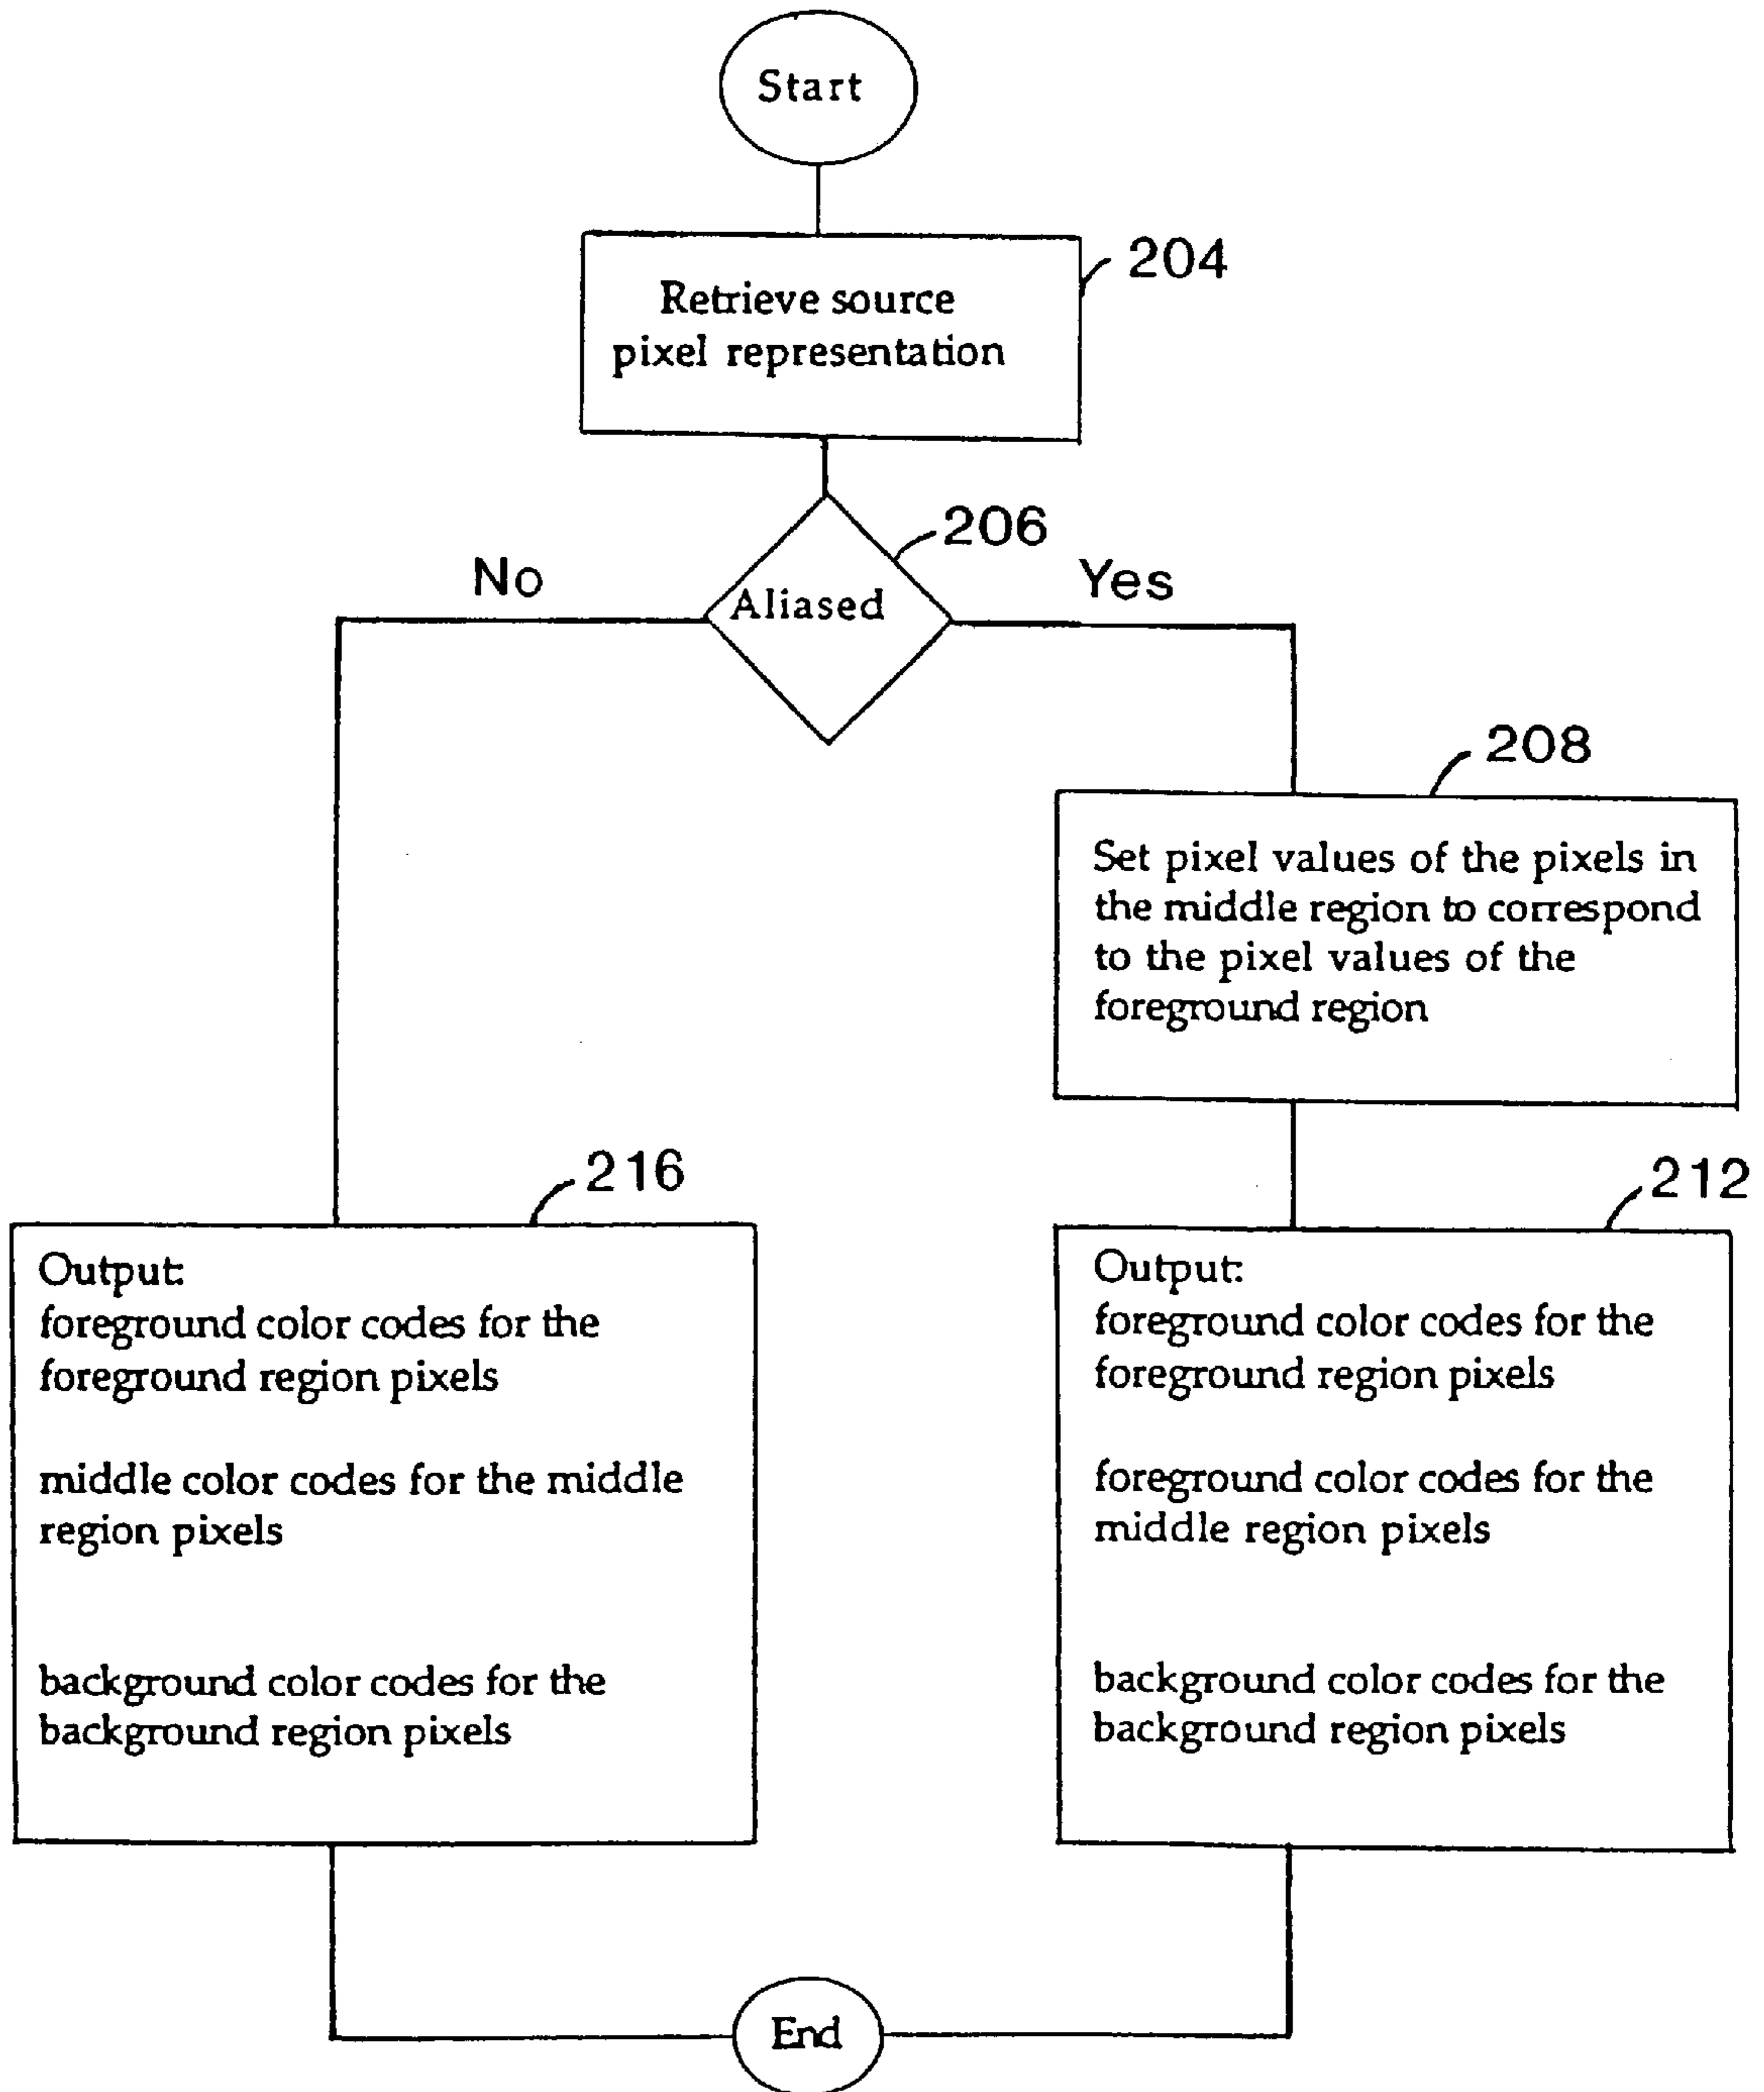 Start
204
Retrieve source
pixel representation
206
No
Yes
Aliased
208
Set pixel values of the pixels in
the middle region to correspond
to the pixel values of the
foreground region
216
Output:
foreground color codes for the
foreground region pixels
middle color codes for the middle
region pixels
background color codes for the
background region pixels
212
Output:
foreground color codes for the
foreground region pixels
foreground color codes for the
middle region pixels
background color codes for the
background region pixels
End